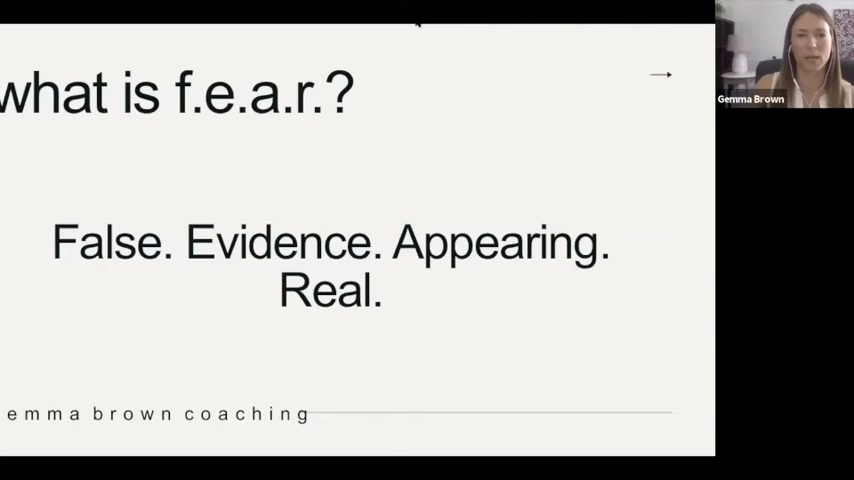 what is f.e.a.r.?
False. Evidence. Appearing.
Real.
emma brown coaching
Gemma Brown